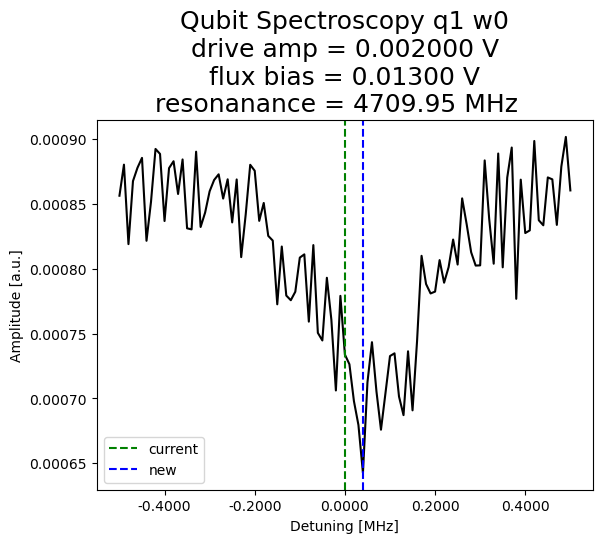 Qubit Spectroscopy q1 w0
drive amp = 0.002000 V
flux bias = 0.01300 V
resonanance = 4709.95 MHz
0.00090
0.00085
0.00080
0.00075
0.00070
0.00065
Amplitude [a.u.]
current
new
-0.4000 -0.2000 0.0000 0.2000 0.4000
Detuning [MHz]